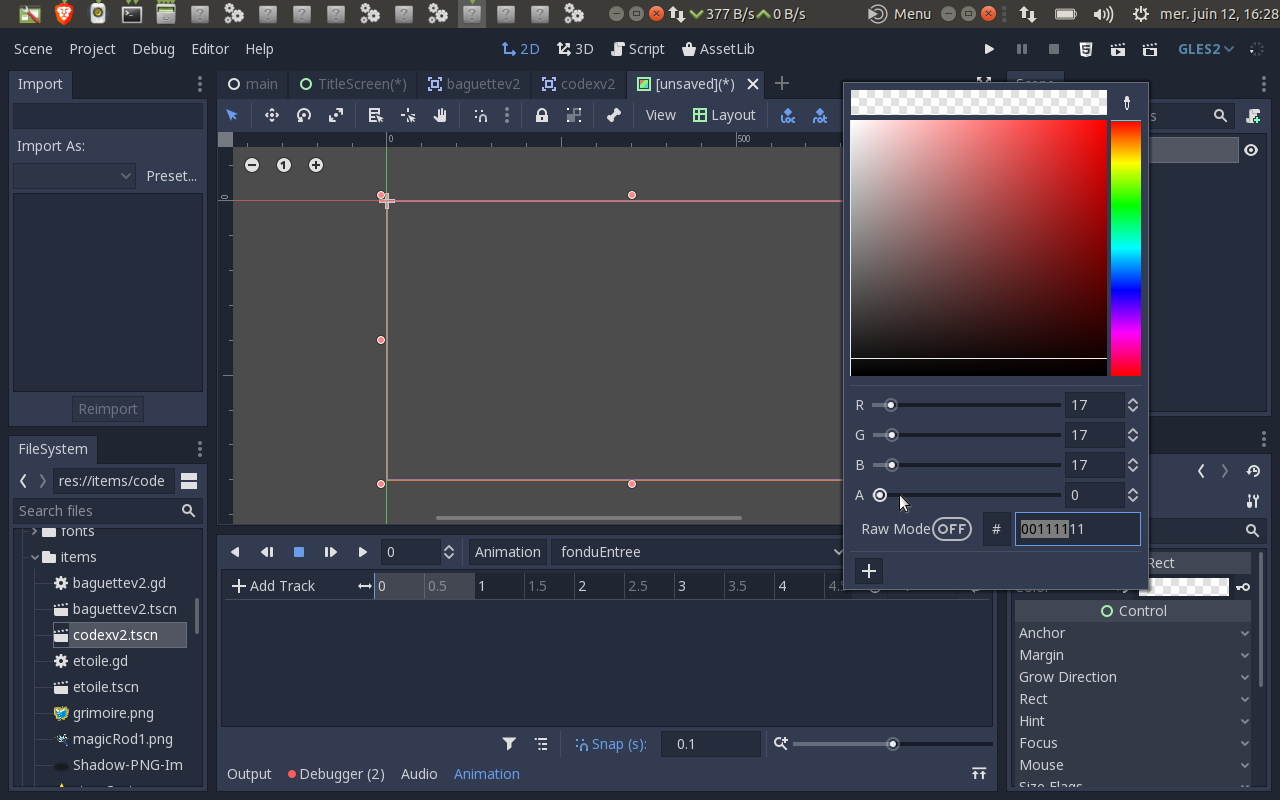 377 B/s 0 B/s Menu mer. juin 12, 16:28
Scene Project Debug Editor Help 2D 3D Script AssetLib GLES2
Import
main TitleScreen(*) baguettev2 codexv2 [unsaved](*)
Scene
View Layout
s
Import As:
Preset...
0 500
0
1
Reimport
R 17
G 17
B 17
A 0
Raw Mode OFF # 00111111
FileSystem
res://items/code
Search files
fonts
items
baguettev2.gd
baguettev2.tscn
codexv2.tscn
etoile.gd
etoile.tscn
grimoire.png
magicRod1.png
Shadow-PNG-Im
0 Animation fonduEntree
Add Track 0 0.5 1 1.5 2 2.5 3 3.5 4 4.5
Snap (s): 0.1
Output Debugger (2) Audio Animation
Rect
Control
Anchor
Margin
Grow Direction
Rect
Hint
Focus
Mouse
Size Flags